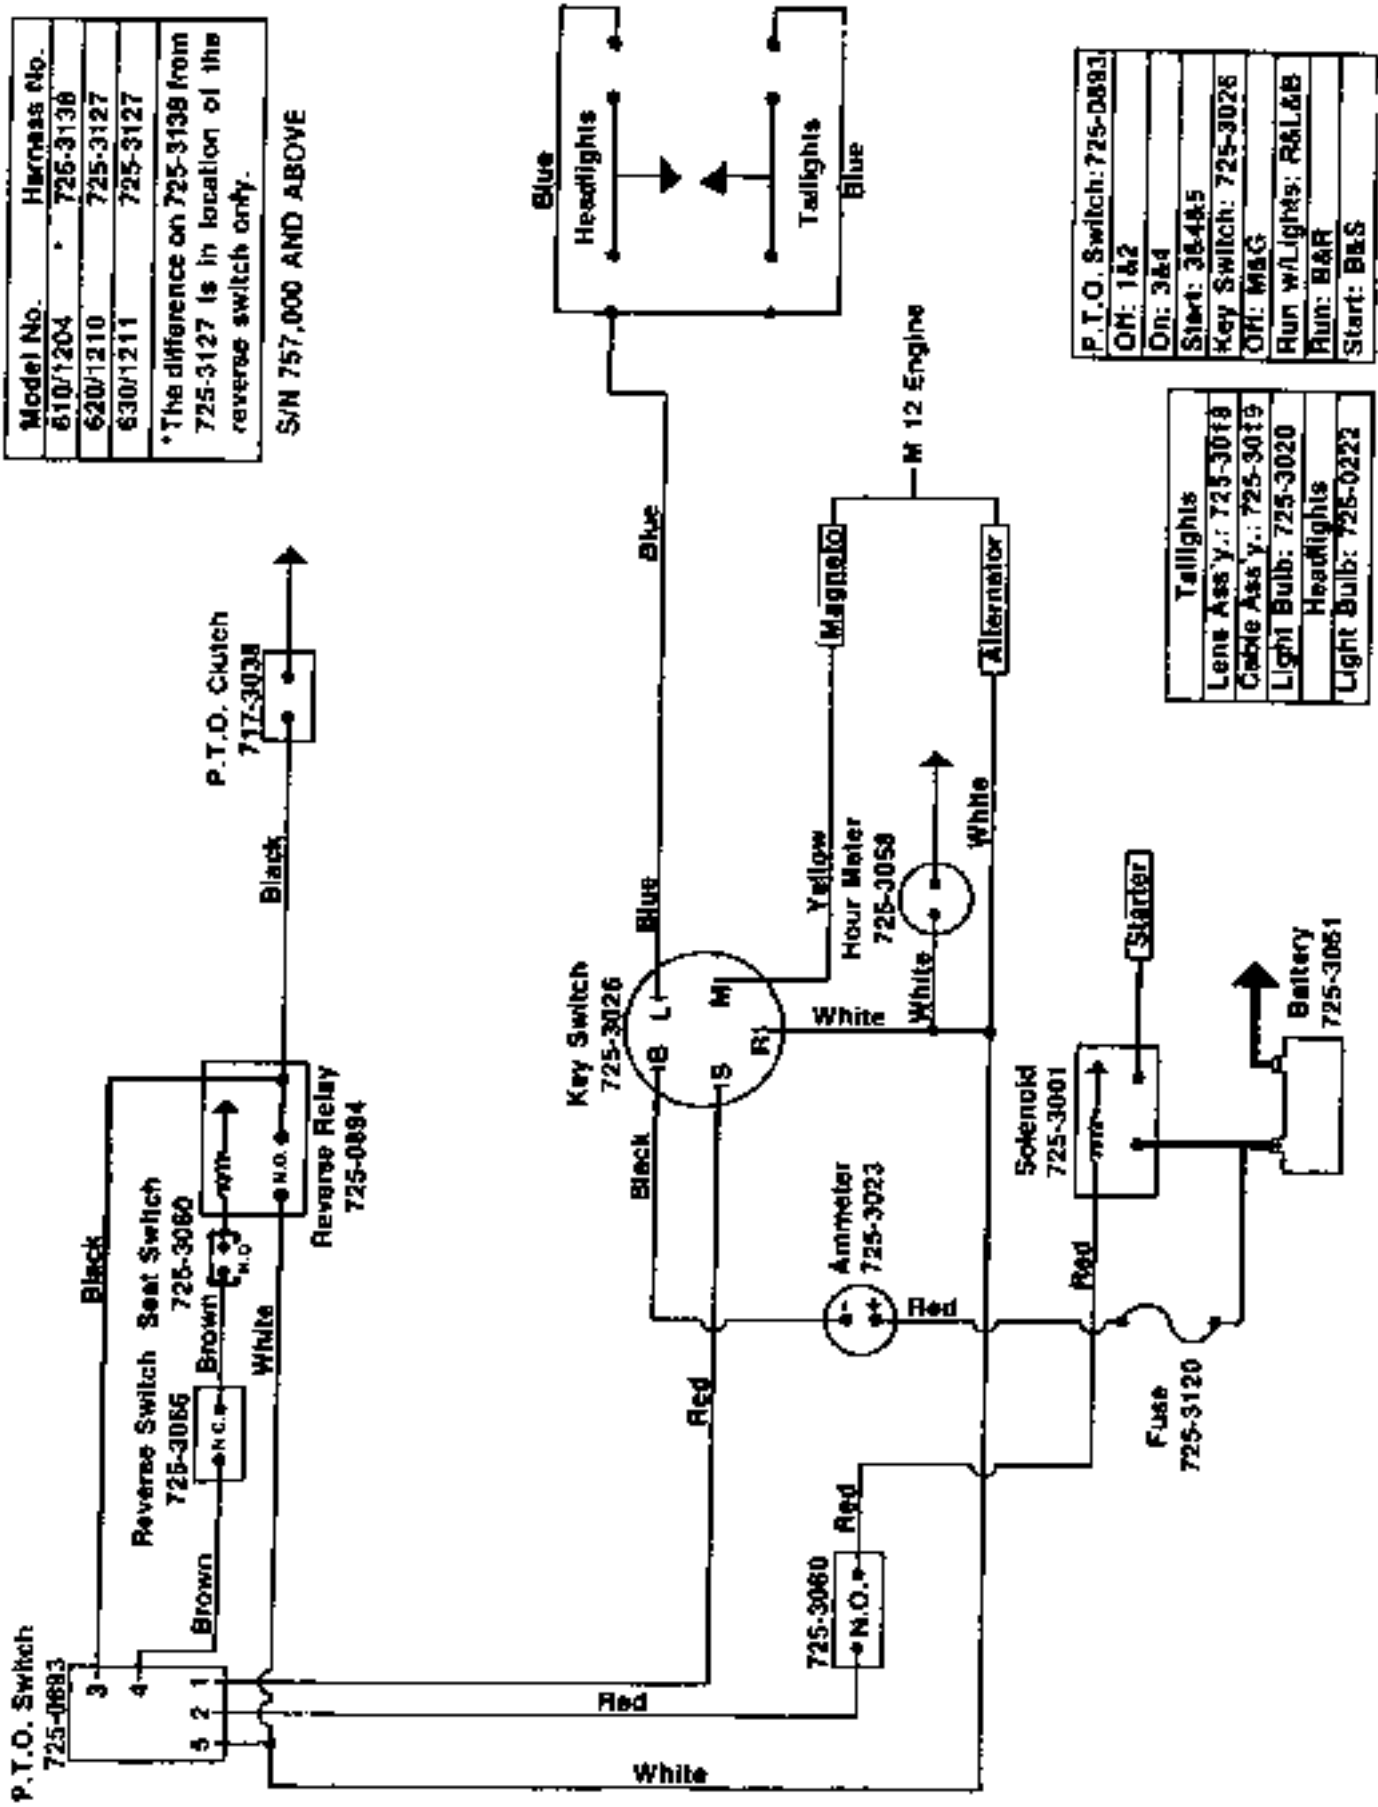 Model No. Harness No.
610/1204 · 725-3138
620/1210 725-3127
630/1211 725-3127
*The difference on 725-3138 from
725-3127 is in location of the
reverse switch only.
S/N 757,000 AND ABOVE
P.T.O. Clutch
717-3038
Black
Black
Reverse Relay
725-0894
N.O.
Seat Switch
725-3060
N.O
Reverse Switch
725-3066
N.C.
Brown
White
Brown
P.T.O. Switch
725-0893
3
4
5 2 1
Blue
Headlights
Taillights
Blue
Blue
Blue
Key Switch
725-3026
B L
S M
R
Black
Red
White
Yellow
Magneto
Alternator
M 12 Engine
Hour Meter
725-3058
White
White
Ammeter
725-3023
- +
Red
Solenoid
725-3001
Starter
Battery
725-3061
Red
Fuse
725-3120
Red
725-3060
N.O.
Red
White
P.T.O. Switch: 725-0893
Off: 1&2
On: 3&4
Start: 3&4&5
Key Switch: 725-3026
Off: M&G
Run w/Lights: R&L&B
Run: B&R
Start: B&S
Taillights
Lens Ass'y.: 725-3018
Cable Ass'y.: 725-3019
Light Bulb: 725-3020
Headlights
Light Bulb: 725-0222